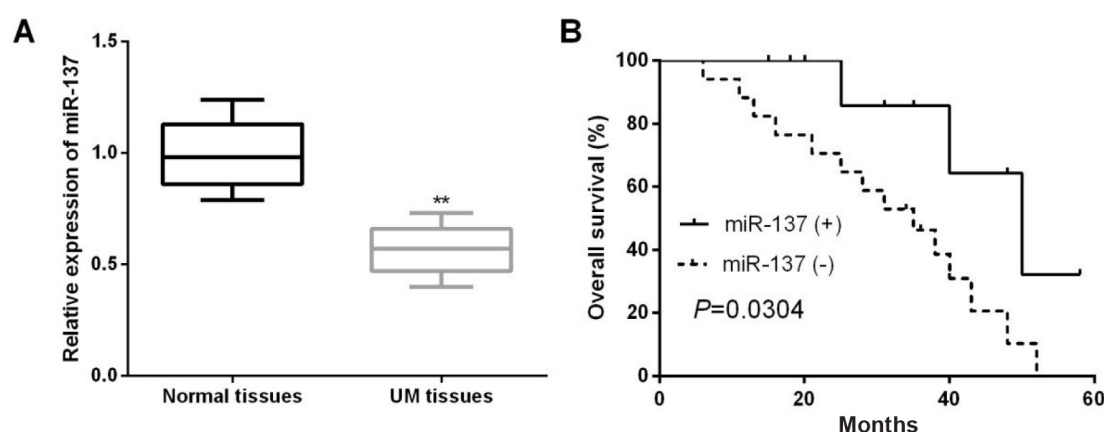 A
Relative expression of miR-137
1.5
1.0
0.5
0.0
**
Normal tissues
UM tissues
B
Overall survival (%)
100
80
60
40
20
0
miR-137 (+)
miR-137 (-)
P=0.0304
0
20
40
60
Months